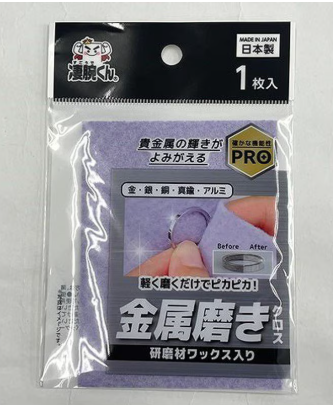 凄腕くん。
MADE IN JAPAN
日本製
1枚入
貴金属の輝きが
よみがえる
確かな機能性
PRO
金・銀・銅・真鍮・アルミ
Before After
軽く磨くだけでピカピカ!
金属磨き
クロス
研磨材ワックス入り